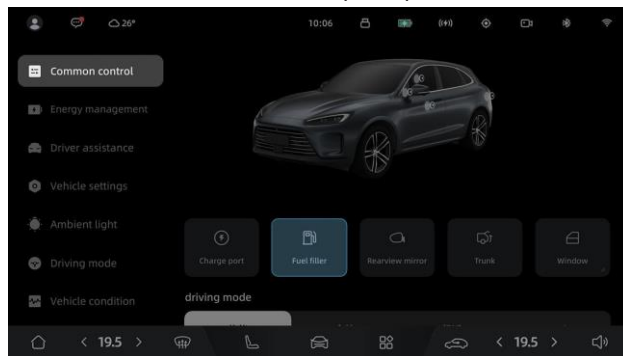 26° 10:06
Common control
Energy management
Driver assistance
Vehicle settings
Ambient light
Driving mode
Vehicle condition
Charge port Fuel filler Rearview mirror Trunk Window
driving mode
< 19.5 > < 19.5 >